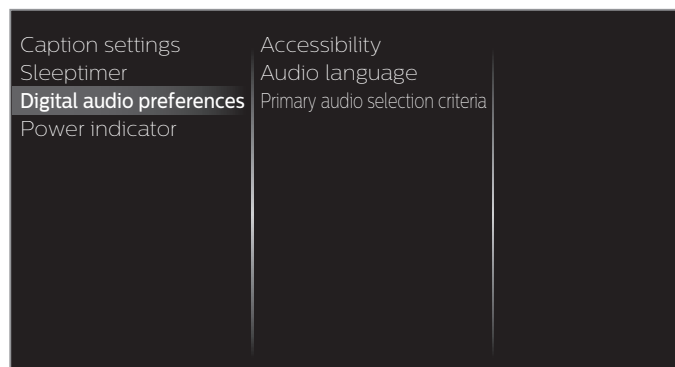 Caption settings
Sleeptimer
Digital audio preferences
Power indicator
Accessibility
Audio language
Primary audio selection criteria